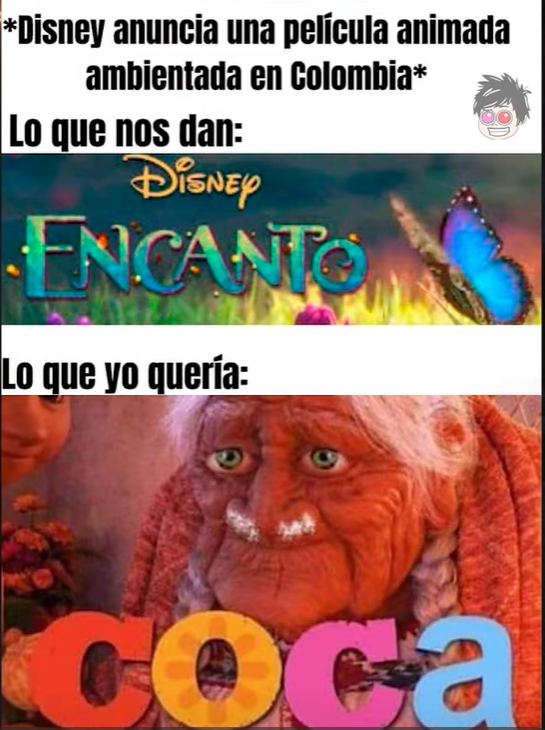 *Disney anuncia una película animada
ambientada en Colombia*
Lo que nos dan:
DISNEY
ENCANTO
Lo que yo quería:
coca